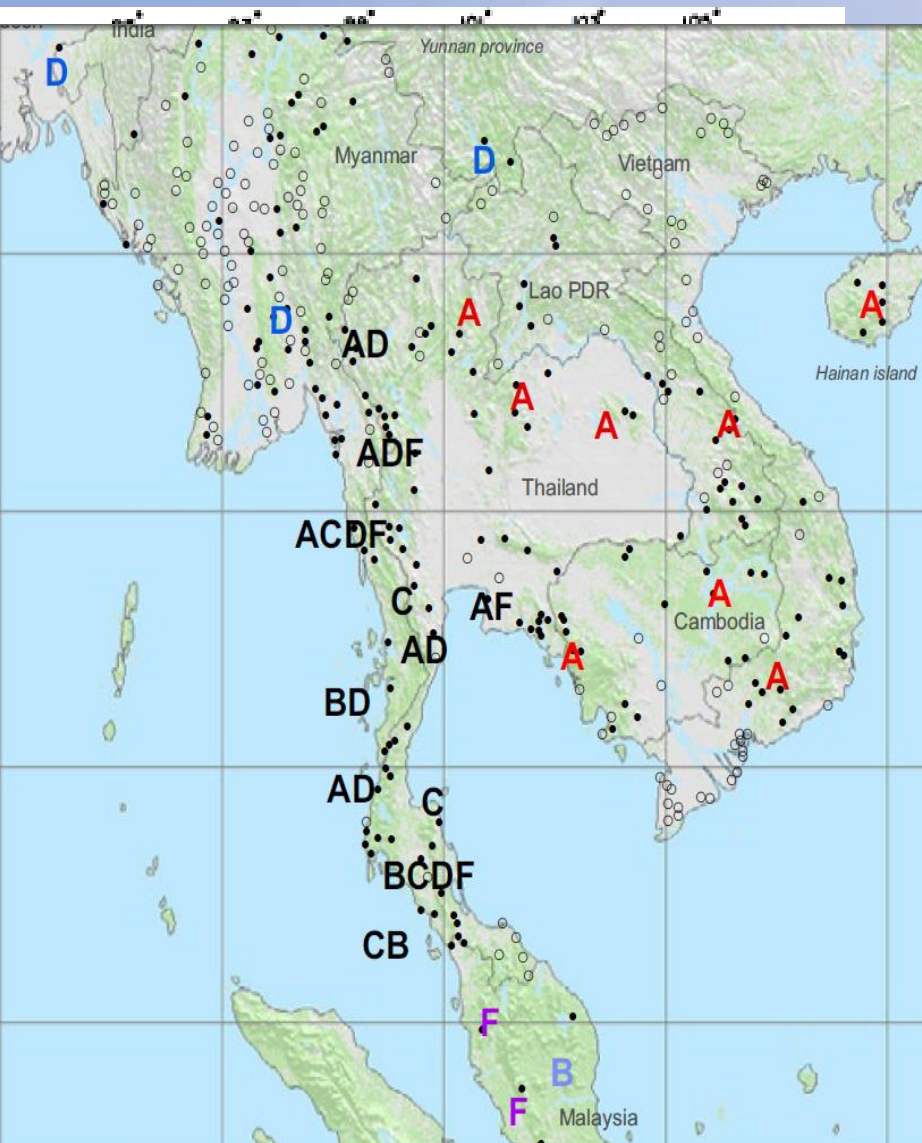 India
Yunnan province
D
Myanmar
D
Vietnam
Lao PDR
A
A
D
AD
Hainan island
A
A
A
ADF
Thailand
ACDF
C
AF
A
Cambodia
AD
A
A
BD
AD
C
BCDF
CB
F
B
F
Malaysia